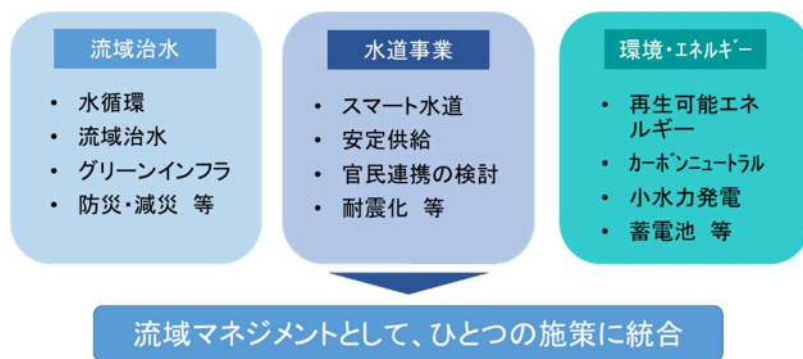 流域治水
• 水循環
• 流域治水
• グリーンインフラ
• 防災・減災 等
水道事業
• スマート水道
• 安定供給
• 官民連携の検討
• 耐震化 等
環境・エネルギー
• 再生可能エネ
ルギー
• カーボンニュートラル
• 小水力発電
• 蓄電池 等
流域マネジメントとして、ひとつの施策に統合